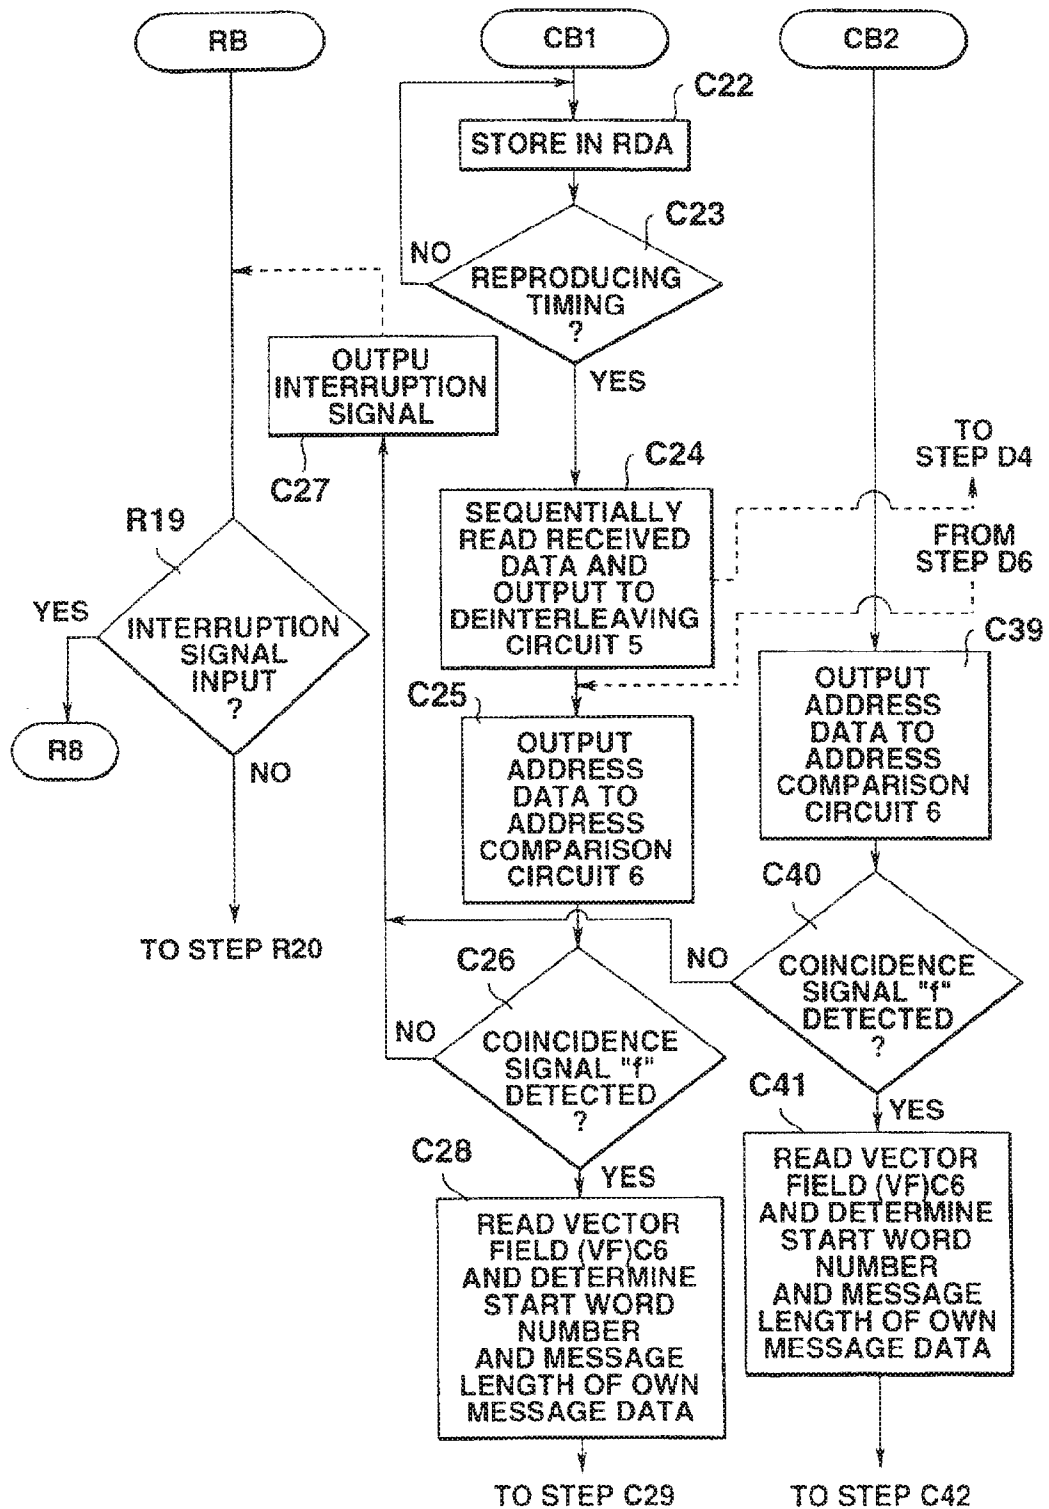 RB
CB1
CB2
C22
STORE IN RDA
C23
NO
REPRODUCING
TIMING
?
YES
OUTPU
INTERRUPTION
SIGNAL
C27
C24
TO
STEP D4
SEQUENTIALLY
READ RECEIVED
DATA AND
OUTPUT TO
DEINTERLEAVING
CIRCUIT 5
FROM
STEP D6
R19
YES
INTERRUPTION
SIGNAL
INPUT
?
R8
NO
TO STEP R20
C25
OUTPUT
ADDRESS
DATA TO
ADDRESS
COMPARISON
CIRCUIT 6
C39
OUTPUT
ADDRESS
DATA TO
ADDRESS
COMPARISON
CIRCUIT 6
C26
NO
COINCIDENCE
SIGNAL "f"
DETECTED
?
YES
C40
NO
COINCIDENCE
SIGNAL "f"
DETECTED
?
YES
C28
READ VECTOR
FIELD (VF)C6
AND DETERMINE
START WORD
NUMBER
AND MESSAGE
LENGTH OF OWN
MESSAGE DATA
TO STEP C29
C41
READ VECTOR
FIELD (VF)C6
AND DETERMINE
START WORD
NUMBER
AND MESSAGE
LENGTH OF OWN
MESSAGE DATA
TO STEP C42